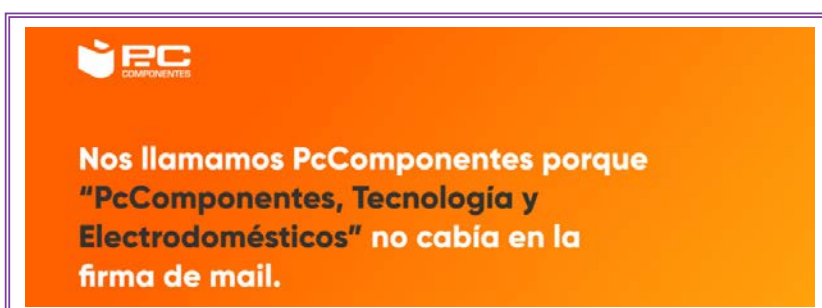 PC
COMPONENTES
Nos llamamos PcComponentes porque
“PcComponentes, Tecnología y
Electrodomésticos” no cabía en la
firma de mail.